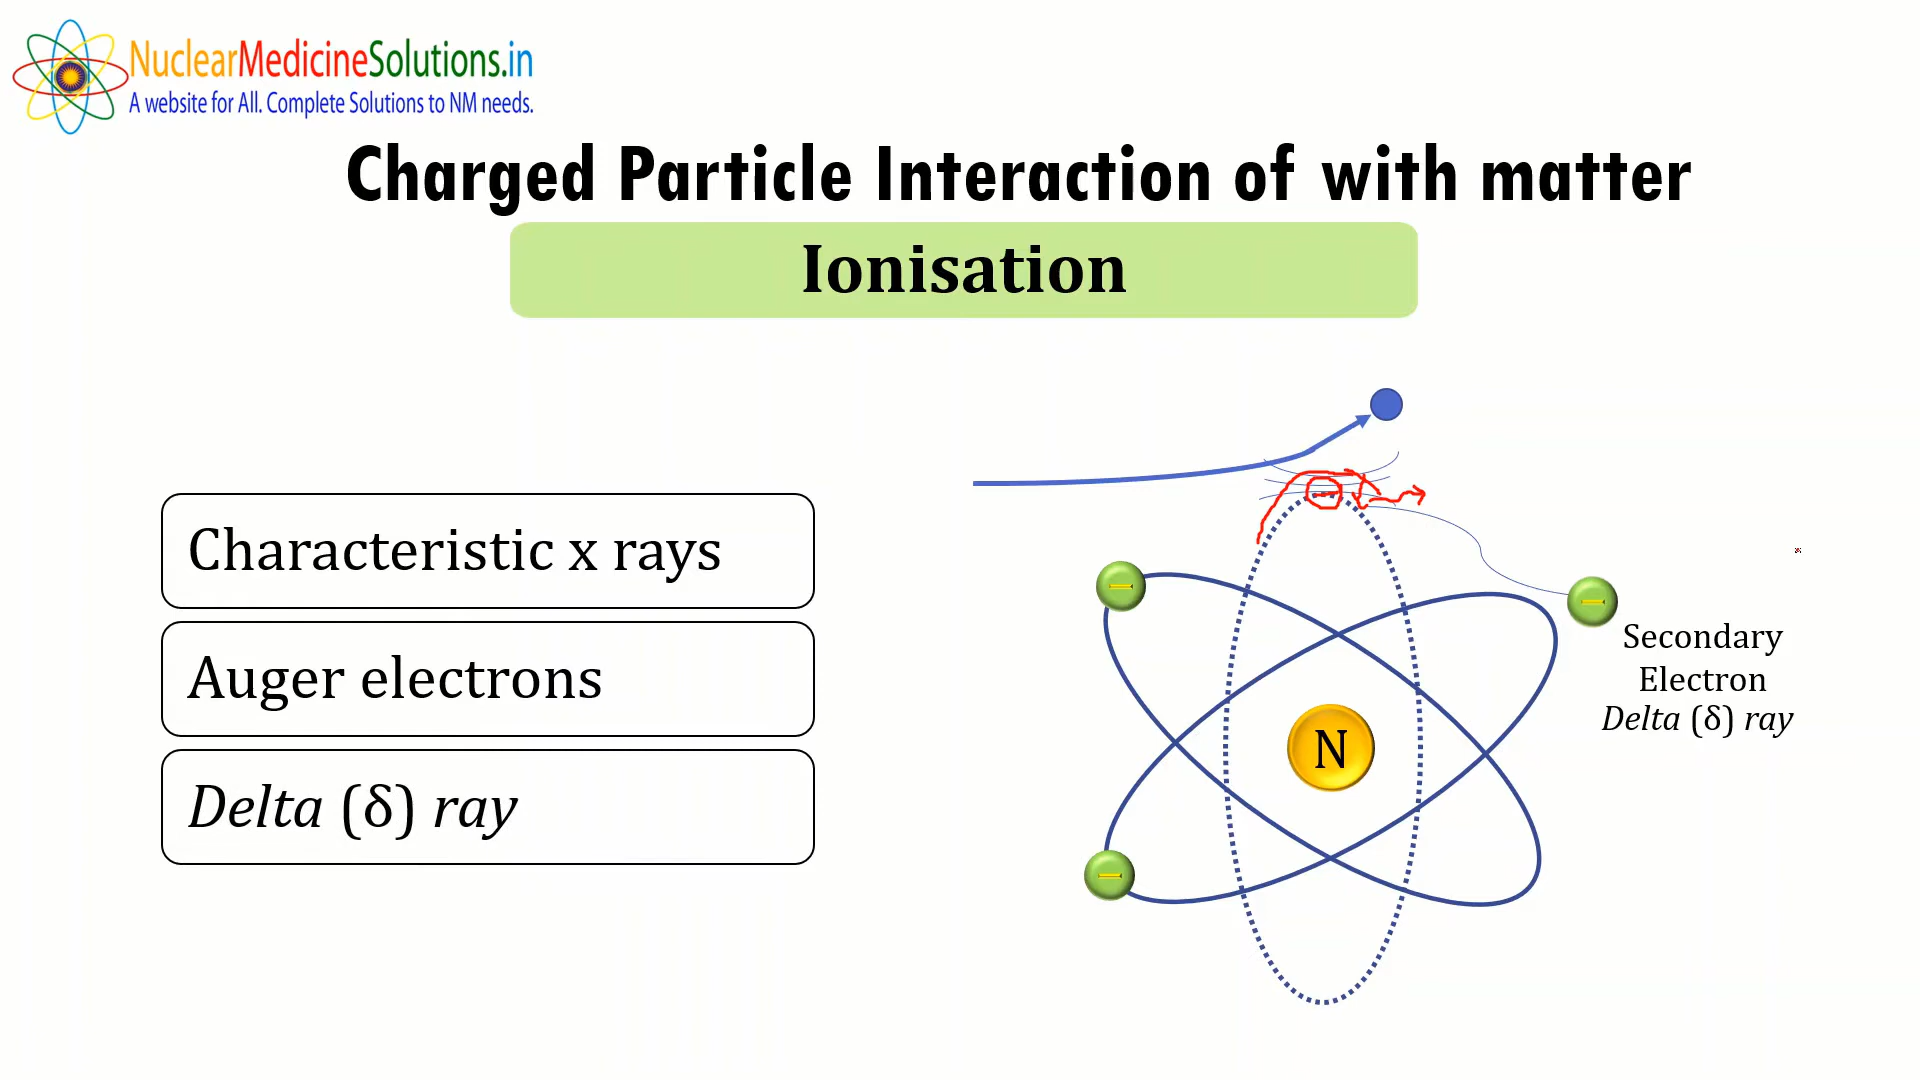 NuclearMedicineSolutions.in
A website for All. Complete Solutions to NM needs.
Charged Particle Interaction of with matter
Ionisation
Characteristic x rays
Auger electrons
Delta (δ) ray
N
Secondary
Electron
Delta (δ) ray